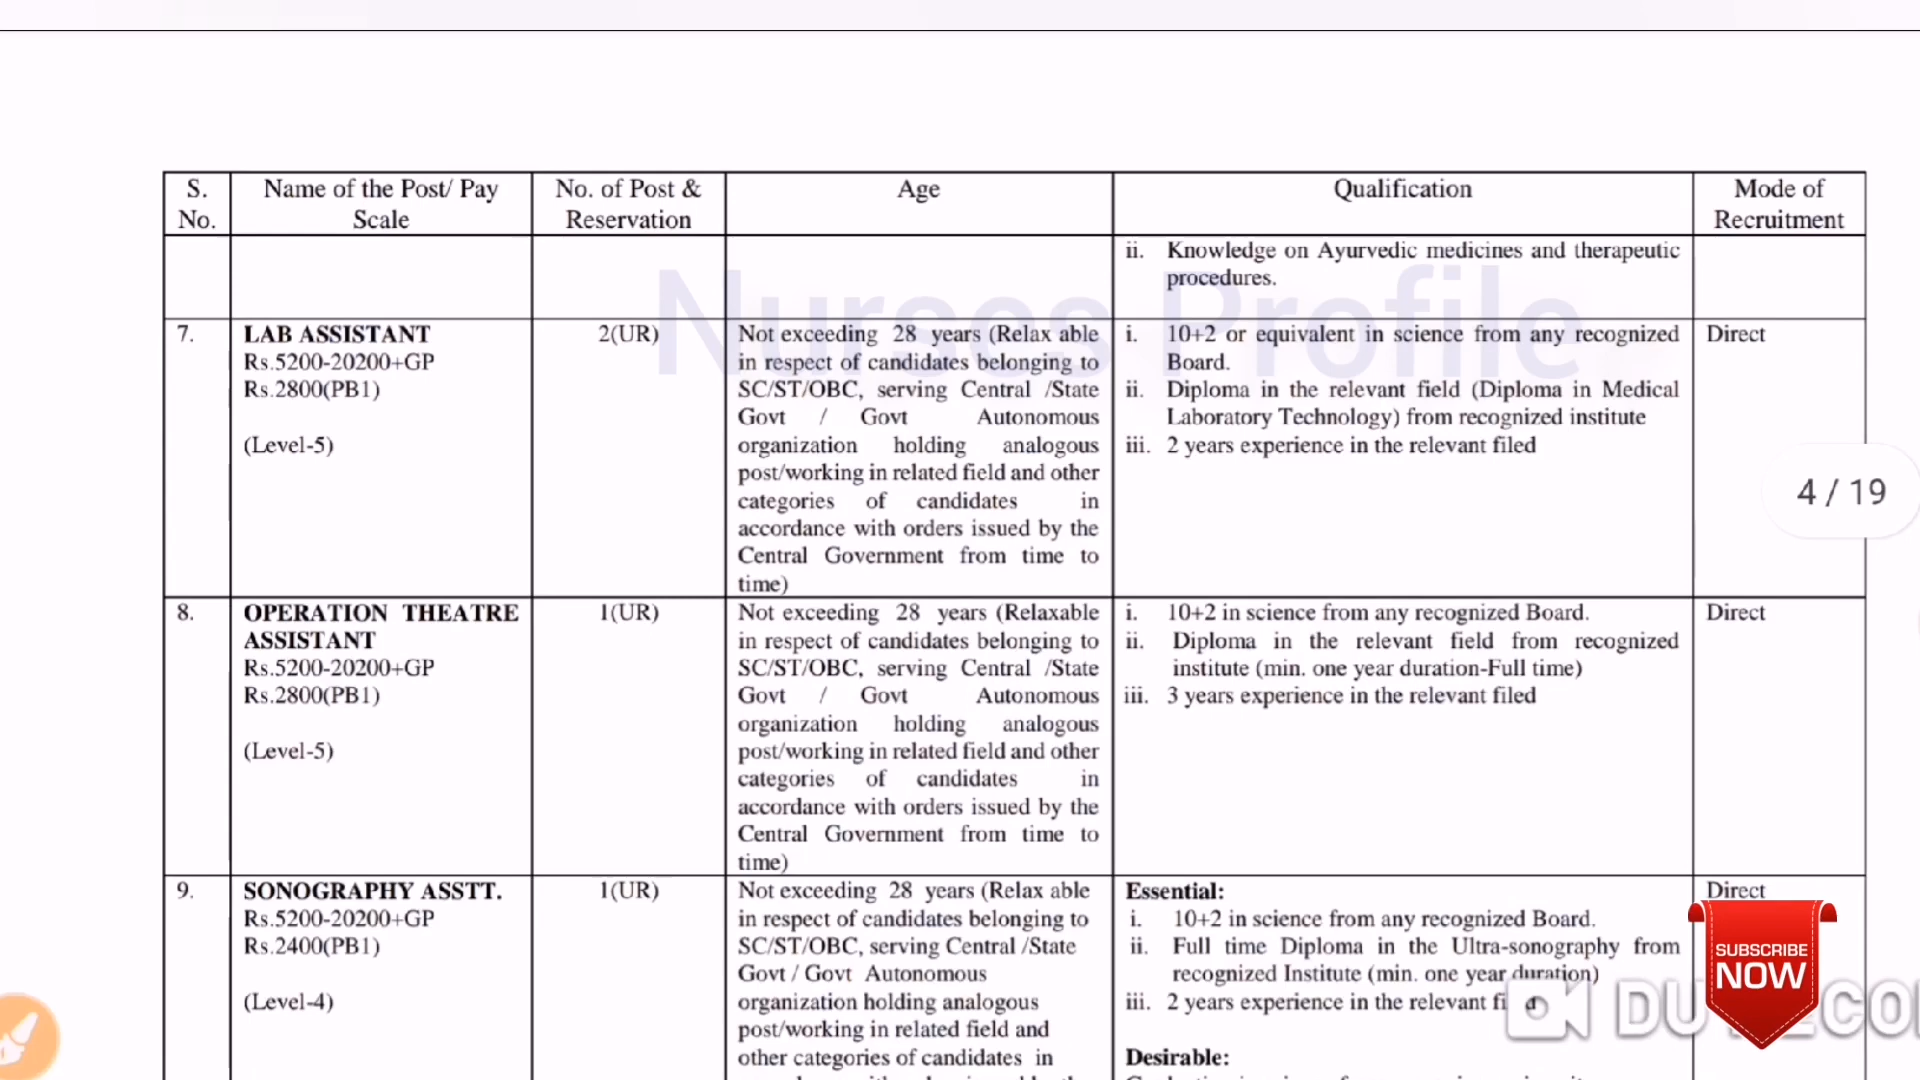 S. No.
Name of the Post/ Pay Scale
No. of Post & Reservation
Age
Qualification
Mode of Recruitment
ii. Knowledge on Ayurvedic medicines and therapeutic
procedures.
Nurses Profile
7.
LAB ASSISTANT
Rs.5200-20200+GP
Rs.2800(PB1)
(Level-5)
2(UR)
Not exceeding 28 years (Relax able
in respect of candidates belonging to
SC/ST/OBC, serving Central /State
Govt / Govt Autonomous
organization holding analogous
post/working in related field and other
categories of candidates in
accordance with orders issued by the
Central Government from time to
time)
i. 10+2 or equivalent in science from any recognized
Board.
ii. Diploma in the relevant field (Diploma in Medical
Laboratory Technology) from recognized institute
iii. 2 years experience in the relevant filed
Direct
4 / 19
8.
OPERATION THEATRE
ASSISTANT
Rs.5200-20200+GP
Rs.2800(PB1)
(Level-5)
1(UR)
Not exceeding 28 years (Relaxable
in respect of candidates belonging to
SC/ST/OBC, serving Central /State
Govt / Govt Autonomous
organization holding analogous
post/working in related field and other
categories of candidates in
accordance with orders issued by the
Central Government from time to
time)
i. 10+2 in science from any recognized Board.
ii. Diploma in the relevant field from recognized
institute (min. one year duration-Full time)
iii. 3 years experience in the relevant filed
Direct
9.
SONOGRAPHY ASSTT.
Rs.5200-20200+GP
Rs.2400(PB1)
(Level-4)
1(UR)
Not exceeding 28 years (Relax able
in respect of candidates belonging to
SC/ST/OBC, serving Central /State
Govt / Govt Autonomous
organization holding analogous
post/working in related field and
other categories of candidates in
Essential:
i. 10+2 in science from any recognized Board.
ii. Full time Diploma in the Ultra-sonography from
recognized Institute (min. one year duration)
iii. 2 years experience in the relevant
Desirable:
Direct
SUBSCRIBE
NOW